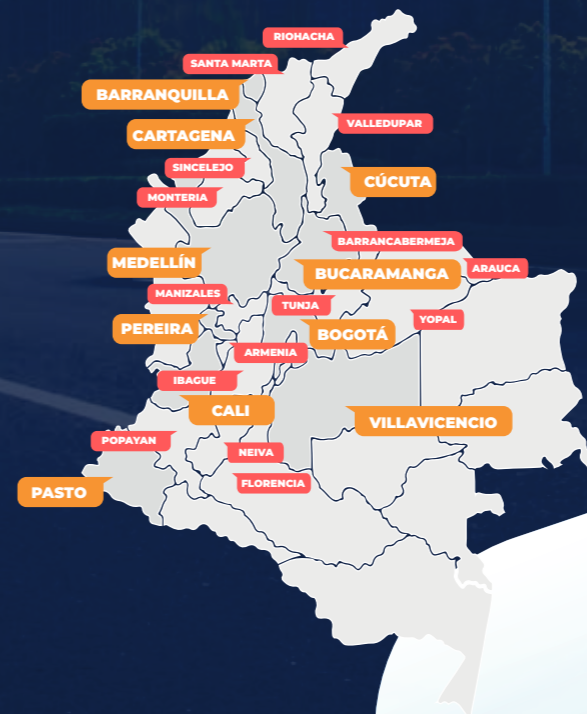 RIOHACHA
SANTA MARTA
BARRANQUILLA
VALLEDUPAR
CARTAGENA
SINCELEJO
CÚCUTA
MONTERIA
BARRANCABERMEJA
MEDELLÍN
ARAUCA
BUCARAMANGA
MANIZALES
TUNJA
YOPAL
PEREIRA
BOGOTÁ
ARMENIA
IBAGUE
CALI
VILLAVICENCIO
POPAYAN
NEIVA
FLORENCIA
PASTO